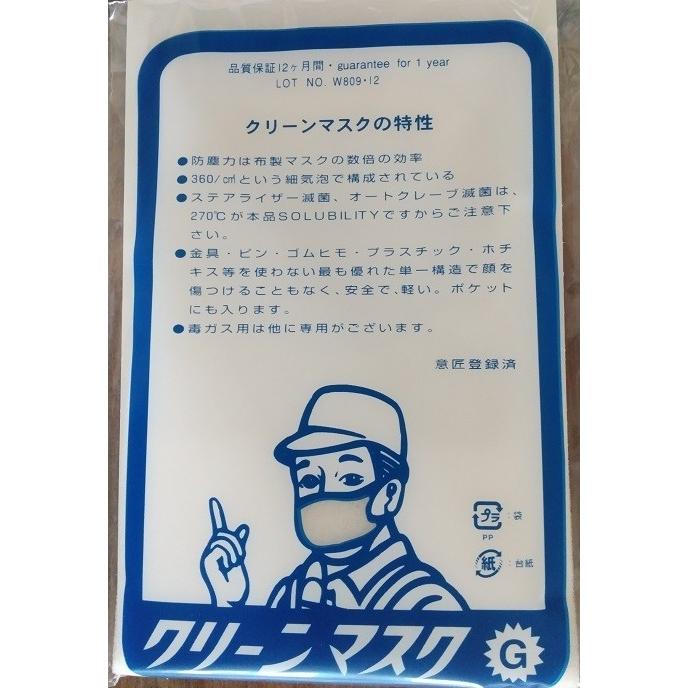 品質保証12ヶ月間・guarantee for 1 year
LOT NO. W809・12
クリーンマスクの特性
●防塵力は布製マスクの数倍の効率
●360/c㎡という細気泡で構成されている
●ステアライザー滅菌、オートクレーブ滅菌は、
270℃が本品SOLUBILITYですからご注意下
さい。
●金具・ピン・ゴムヒモ・プラスチック・ホチ
キス等を使わない最も優れた単一構造で顔を
傷つけることもなく、安全で、軽い。ポケット
にも入ります。
●毒ガス用は他に専用がございます。
意匠登録済
プラ :袋
PP
紙 :台紙
クリーンマスク G